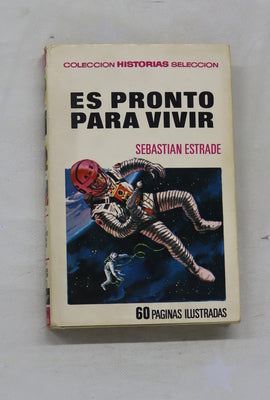 COLECCION HISTORIAS SELECCION
ES PRONTO
PARA VIVIR
SEBASTIAN ESTRADE
60 PAGINAS ILUSTRADAS